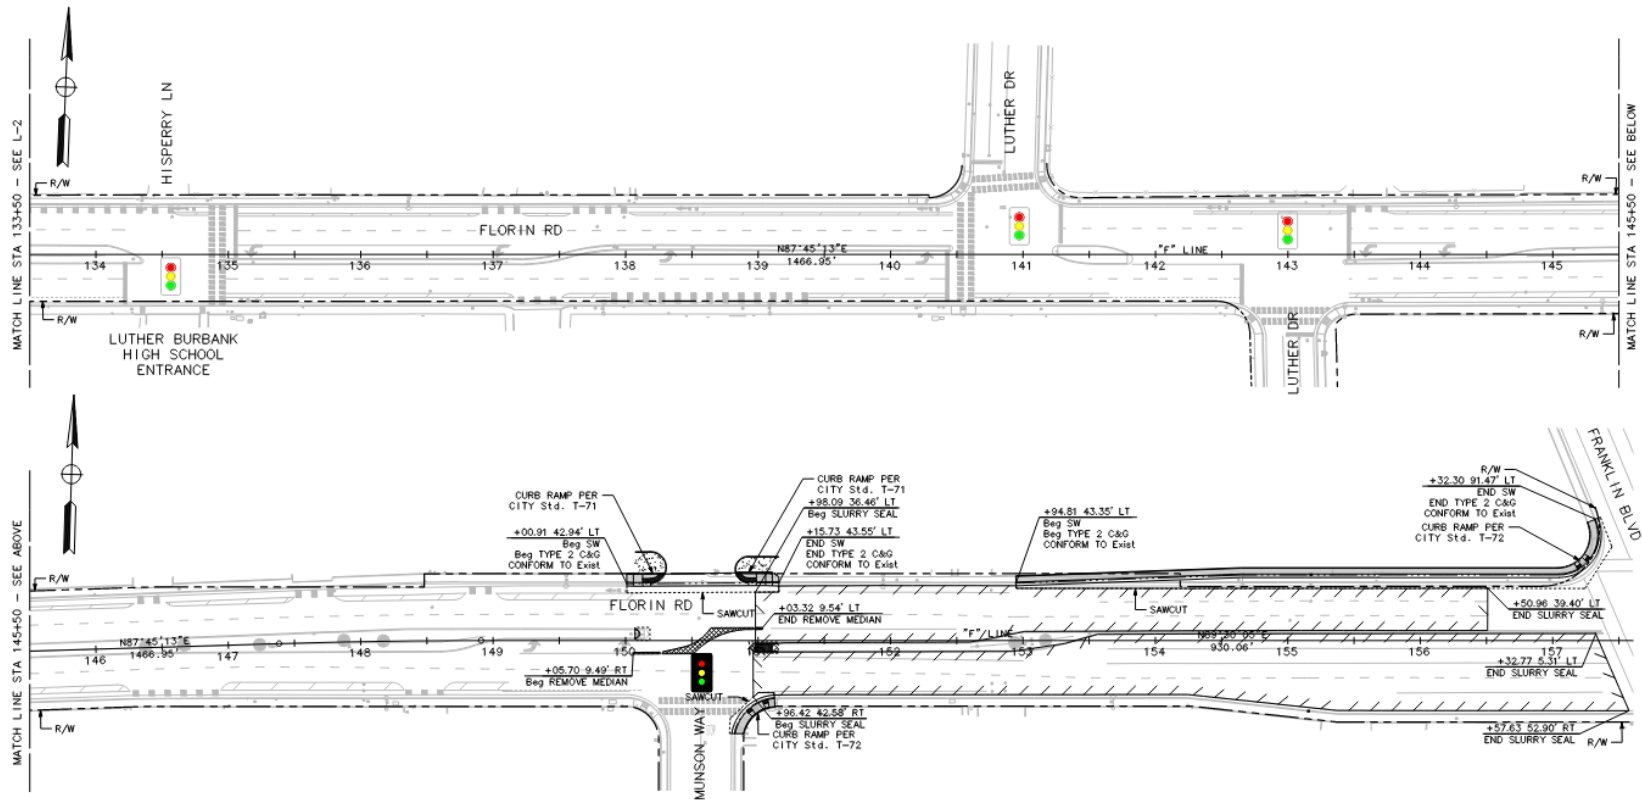 MATCH LINE STA 133+50 - SEE L-2
R/W
HISPERRY LN
LUTHER DR
R/W
MATCH LINE STA 145+50 - SEE BELOW
FLORIN RD
N87°45'13"E
1466.95'
"F" LINE
134
135
136
137
138
139
140
141
142
143
144
145
R/W
LUTHER BURBANK
HIGH SCHOOL
ENTRANCE
LUTHER DR
R/W
MATCH LINE STA 145+50 - SEE ABOVE
R/W
CURB RAMP PER
CITY Std. T-71
+00.91 42.94' LT
Beg SW
Beg TYPE 2 C&G
CONFORM TO Exist
CURB RAMP PER
CITY Std. T-71
+98.09 36.46' LT
Beg SLURRY SEAL
+15.73 43.55' LT
END SW
END TYPE 2 C&G
CONFORM TO Exist
+94.81 43.35' LT
Beg SW
Beg TYPE 2 C&G
CONFORM TO Exist
R/W
+32.30 91.47' LT
END SW
END TYPE 2 C&G
CONFORM TO Exist
CURB RAMP PER
CITY Std. T-72
FRANKLIN BLVD
FLORIN RD
SAWCUT
+03.32 9.54' LT
END REMOVE MEDIAN
SAWCUT
+50.96 39.40' LT
END SLURRY SEAL
N87°45'13"E
1466.95'
"F" LINE
930.06'
146
147
148
149
150
152
153
154
155
156
157
+05.70 9.49' RT
Beg REMOVE MEDIAN
+32.77 5.31' LT
END SLURRY SEAL
SAWCUT
+96.42 42.58' RT
Beg SLURRY SEAL
CURB RAMP PER
CITY Std. T-72
R/W
MUNSON WAY
+57.63 52.90' RT
END SLURRY SEAL
R/W